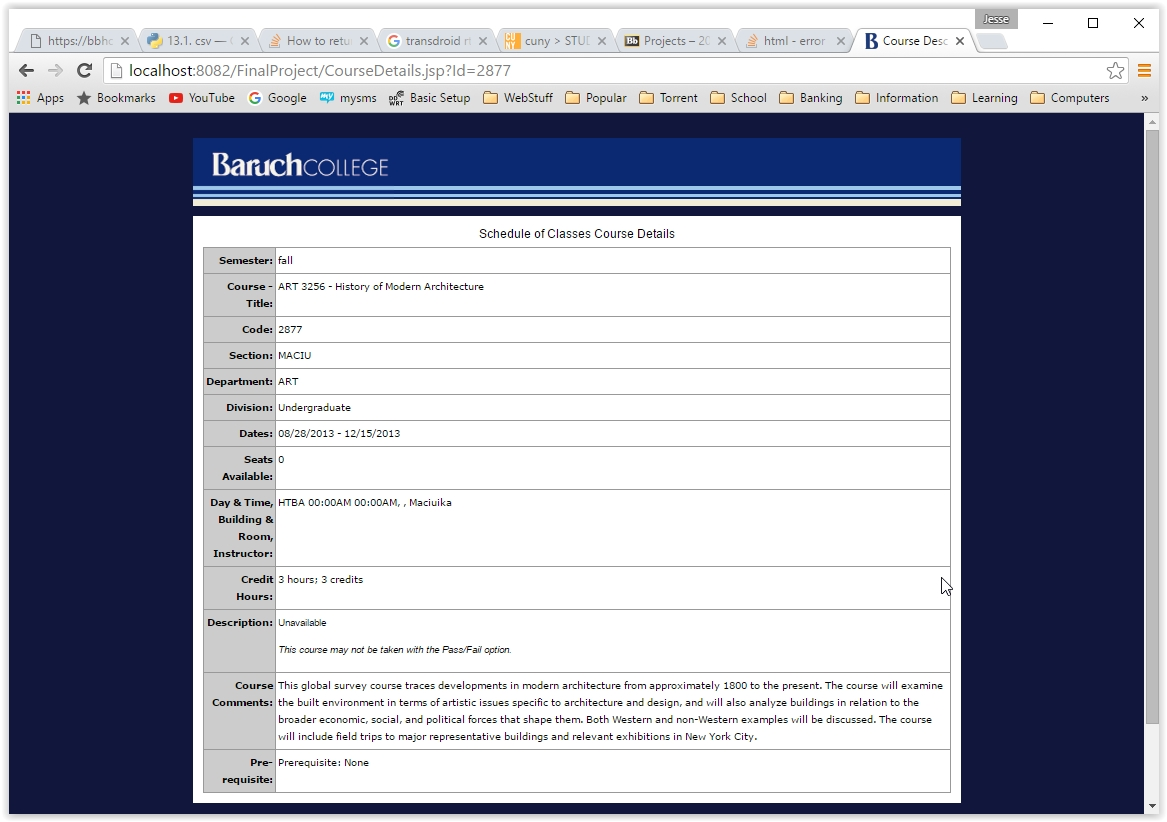 Jesse
https://bbhc
13.1. csv —
How to retu
transdroid rt
cuny > STUD
Projects – 20
html - error
Course Desc
localhost:8082/FinalProject/CourseDetails.jsp?Id=2877
Apps Bookmarks YouTube Google mysms Basic Setup WebStuff Popular Torrent School Banking Information Learning Computers »
Baruch COLLEGE
Schedule of Classes Course Details
Semester: fall
Course - ART 3256 - History of Modern Architecture
Title:
Code: 2877
Section: MACIU
Department: ART
Division: Undergraduate
Dates: 08/28/2013 - 12/15/2013
Seats 0
Available:
Day & Time, HTBA 00:00AM 00:00AM, , Maciuika
Building &
Room,
Instructor:
Credit 3 hours; 3 credits
Hours:
Description: Unavailable
This course may not be taken with the Pass/Fail option.
Course This global survey course traces developments in modern architecture from approximately 1800 to the present. The course will examine
Comments: the built environment in terms of artistic issues specific to architecture and design, and will also analyze buildings in relation to the
broader economic, social, and political forces that shape them. Both Western and non-Western examples will be discussed. The course
will include field trips to major representative buildings and relevant exhibitions in New York City.
Pre- Prerequisite: None
requisite: